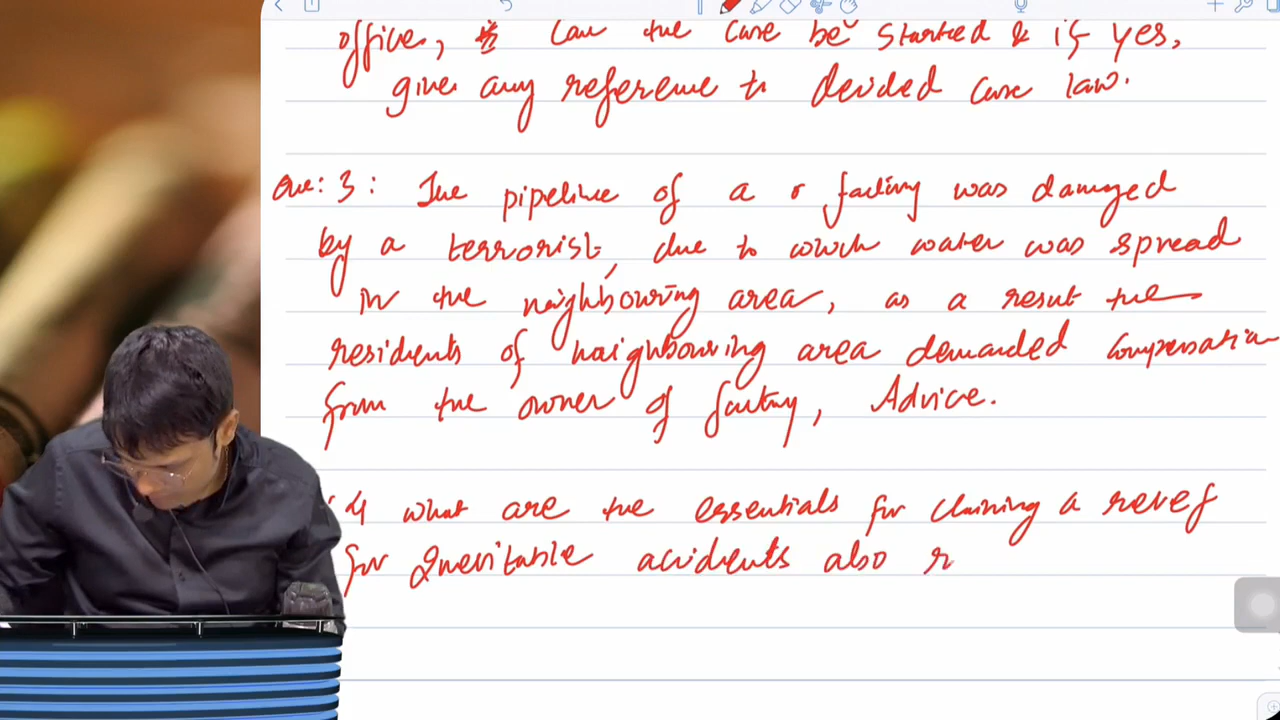 office, Can the Case be started & if yes,
give any reference to decided Case law.
Que: 3: The pipeline of a factory was damaged
by a terrorist, due to which water was spread
in the neighbouring area, as a result the
residents of neighbouring area demanded compensation
from the owner of factory, Advice.
4 what are the essentials for claiming a relief
for Inevitable accidents also r